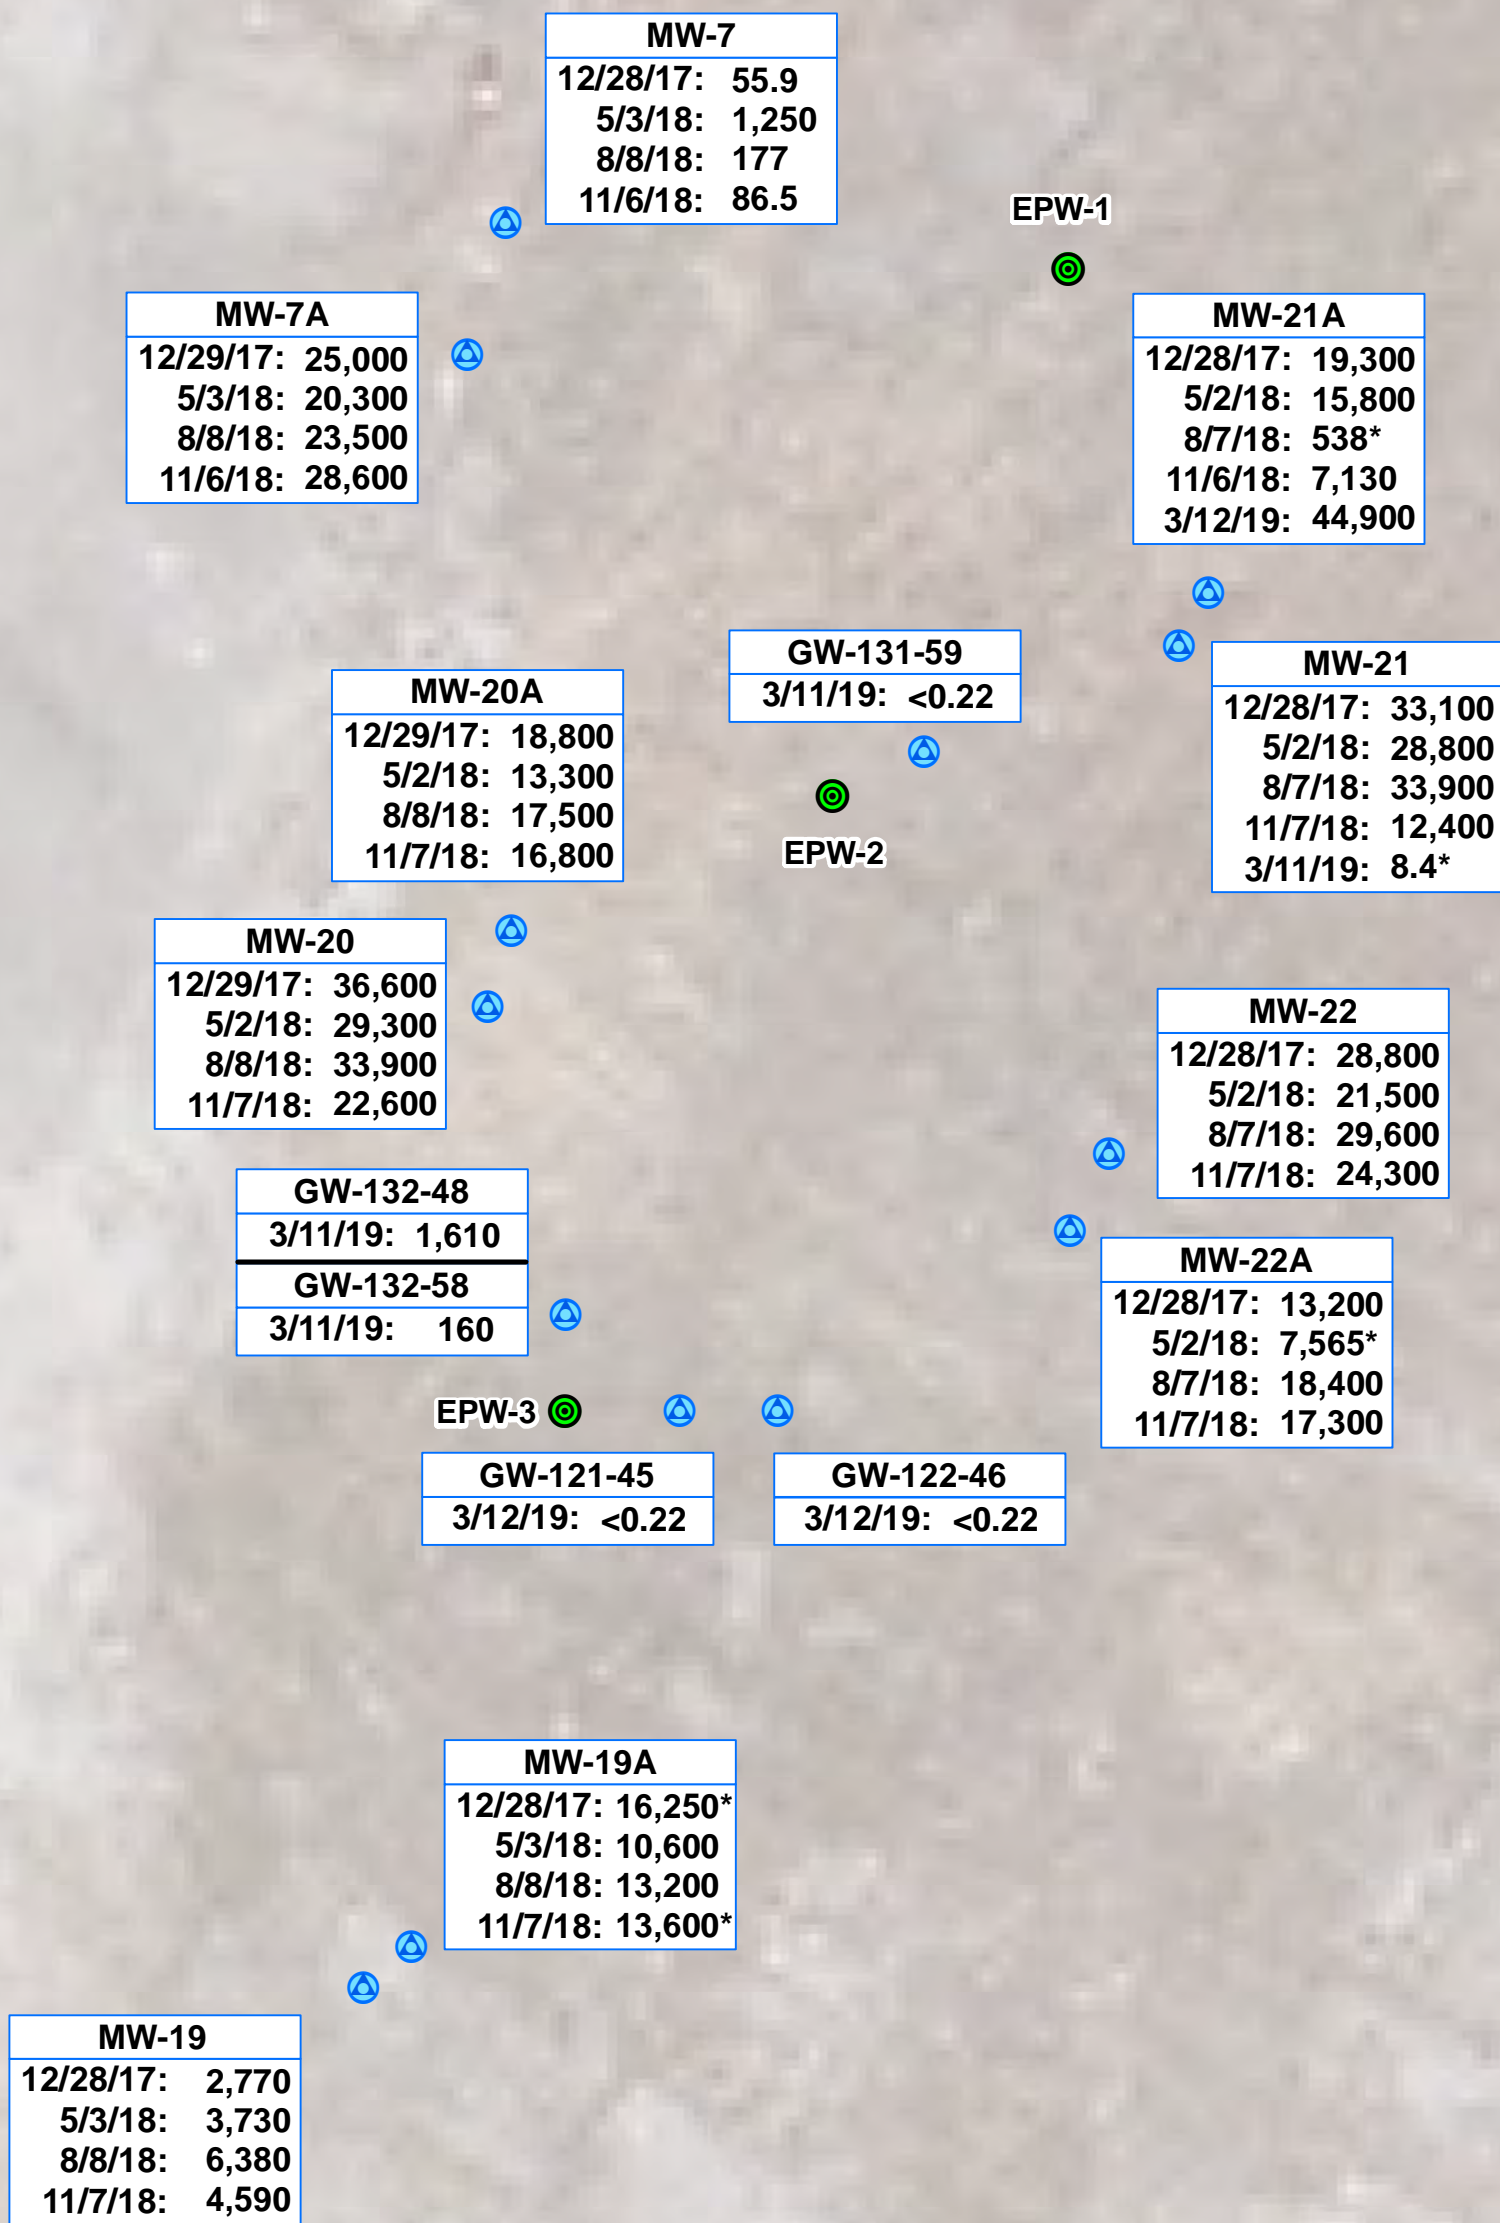 MW-7
12/28/17: 55.9
5/3/18: 1,250
8/8/18: 177
11/6/18: 86.5
EPW-1
MW-7A
12/29/17: 25,000
5/3/18: 20,300
8/8/18: 23,500
11/6/18: 28,600
MW-21A
12/28/17: 19,300
5/2/18: 15,800
8/7/18: 538*
11/6/18: 7,130
3/12/19: 44,900
GW-131-59
3/11/19: <0.22
MW-21
12/28/17: 33,100
5/2/18: 28,800
8/7/18: 33,900
11/7/18: 12,400
3/11/19: 8.4*
MW-20A
12/29/17: 18,800
5/2/18: 13,300
8/8/18: 17,500
11/7/18: 16,800
EPW-2
MW-20
12/29/17: 36,600
5/2/18: 29,300
8/8/18: 33,900
11/7/18: 22,600
MW-22
12/28/17: 28,800
5/2/18: 21,500
8/7/18: 29,600
11/7/18: 24,300
GW-132-48
3/11/19: 1,610
GW-132-58
3/11/19: 160
MW-22A
12/28/17: 13,200
5/2/18: 7,565*
8/7/18: 18,400
11/7/18: 17,300
EPW-3
GW-121-45
3/12/19: <0.22
GW-122-46
3/12/19: <0.22
MW-19A
12/28/17: 16,250*
5/3/18: 10,600
8/8/18: 13,200
11/7/18: 13,600*
MW-19
12/28/17: 2,770
5/3/18: 3,730
8/8/18: 6,380
11/7/18: 4,590